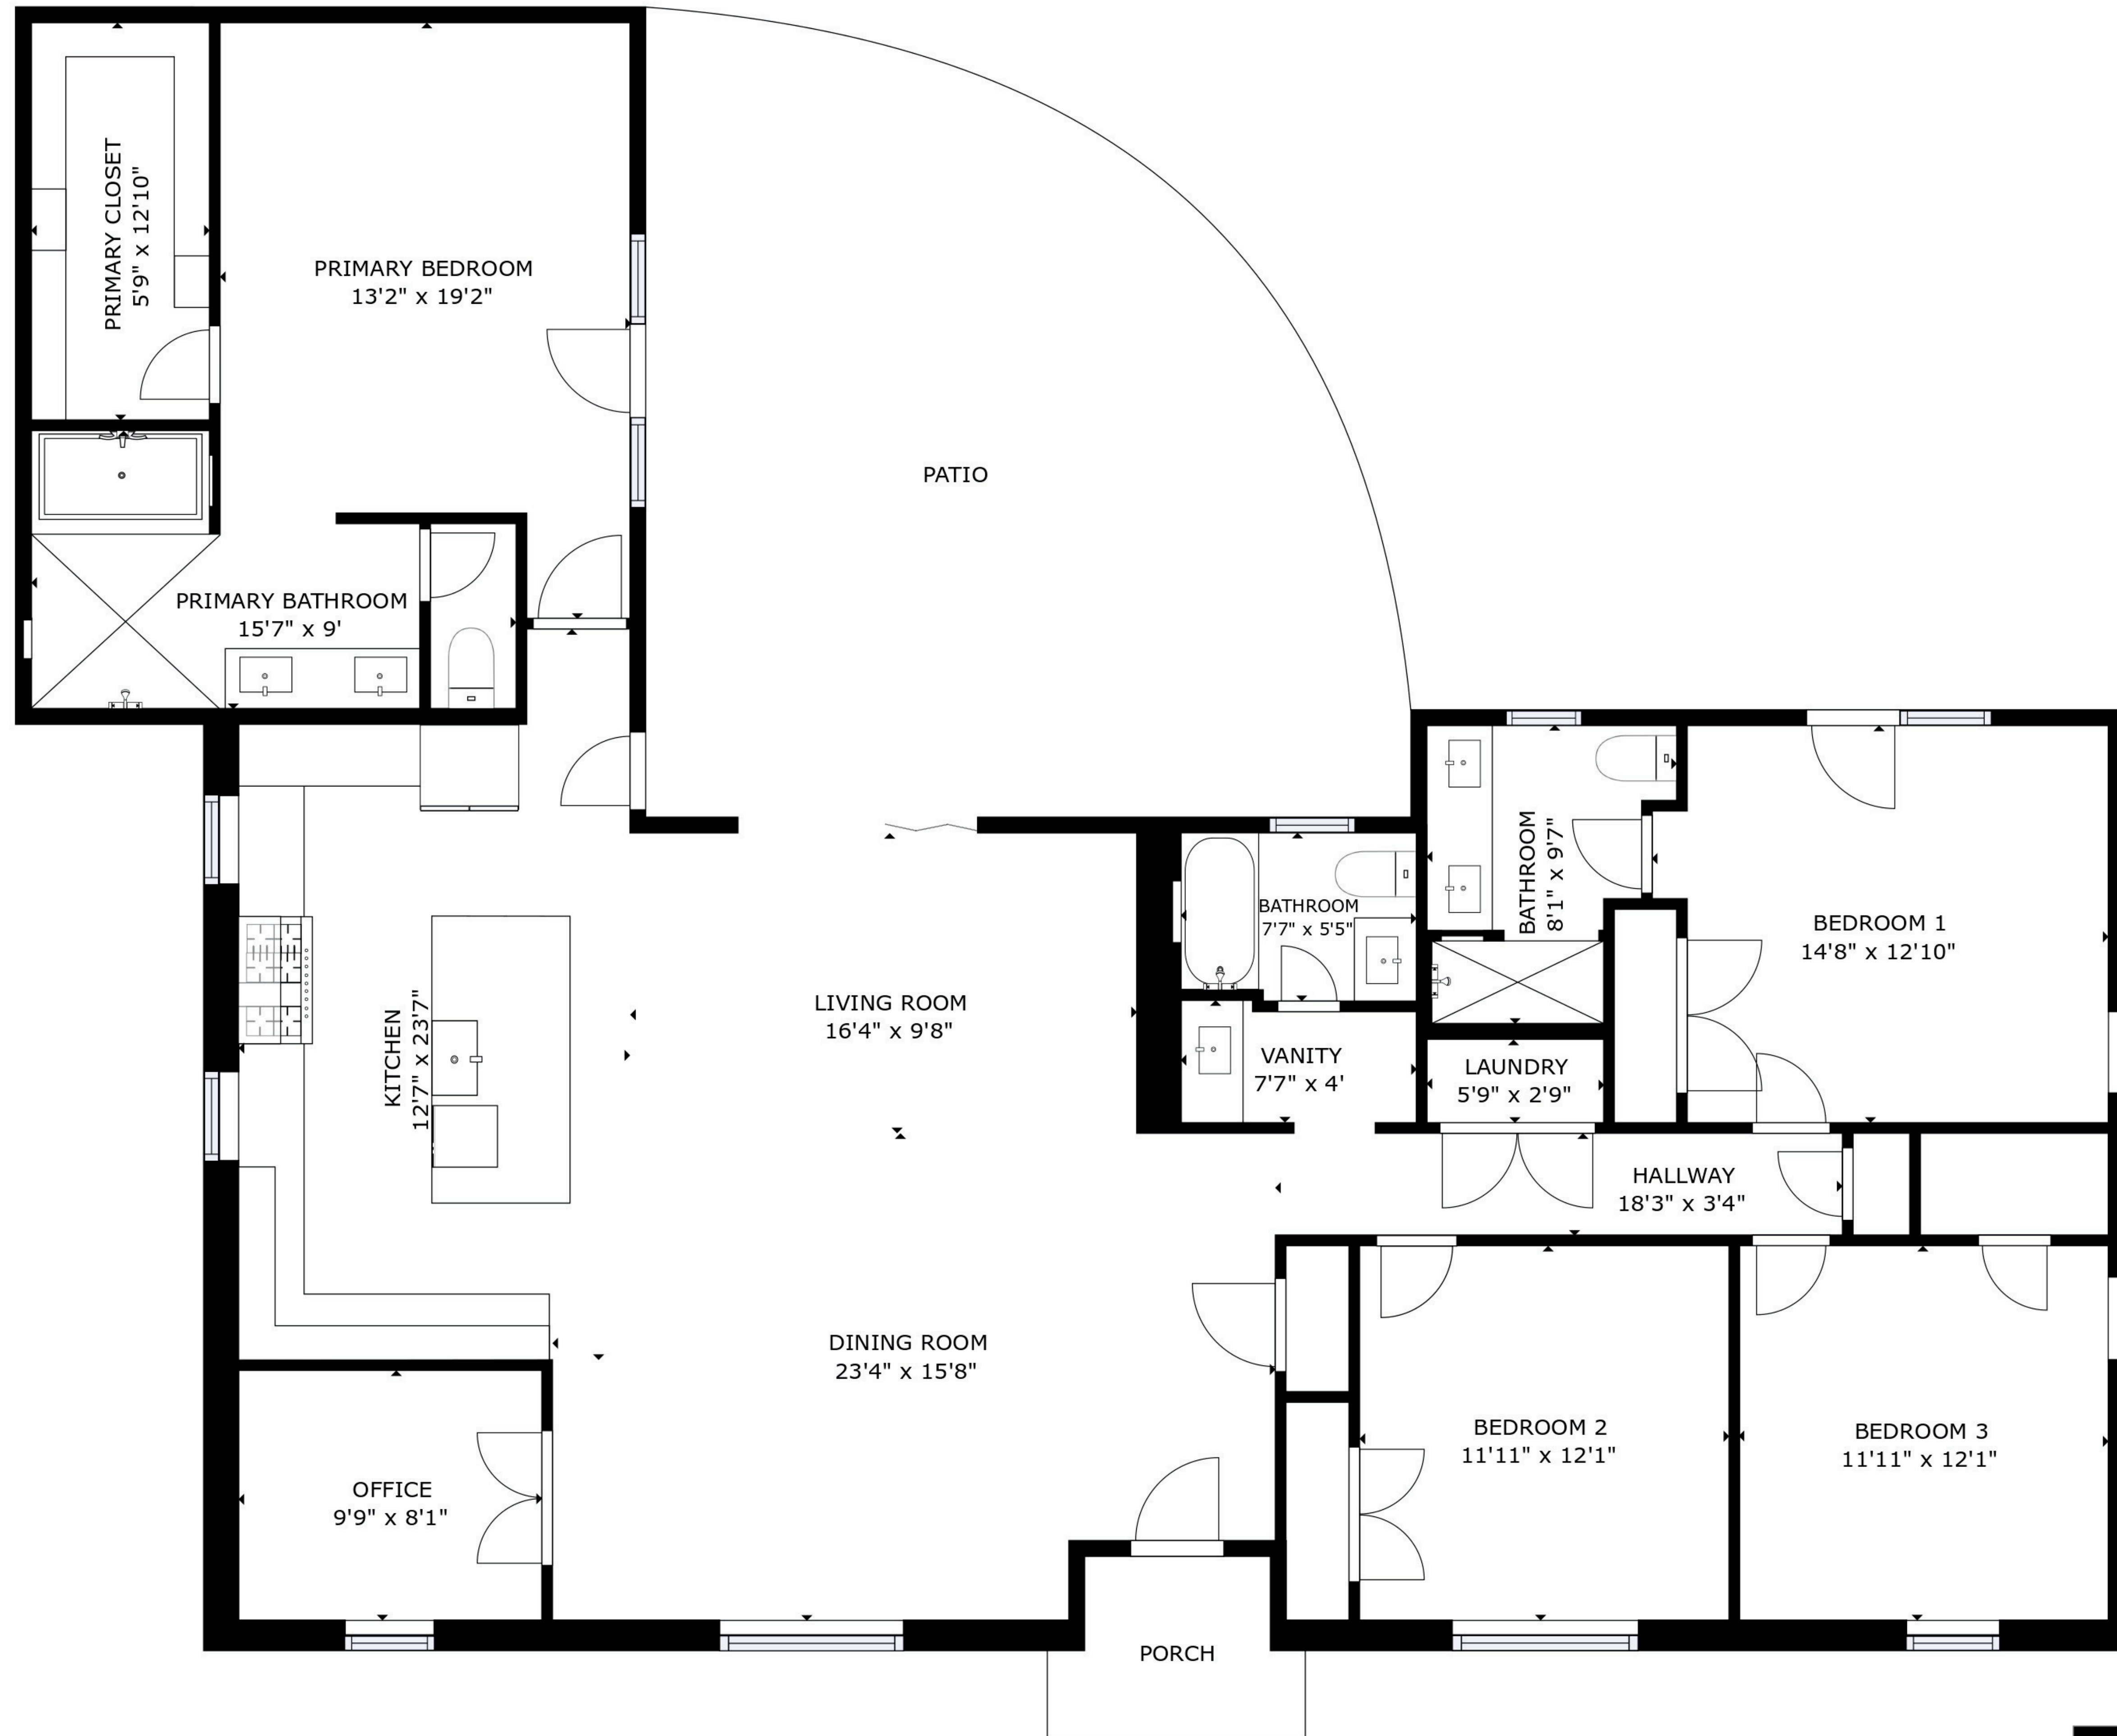 PRIMARY CLOSET
5'9" x 12'10"
PRIMARY BEDROOM
13'2" x 19'2"
PATIO
PRIMARY BATHROOM
15'7" x 9'
BATHROOM
8'1" x 9'7"
BATHROOM
7'7" x 5'5"
BEDROOM 1
14'8" x 12'10"
KITCHEN
12'7" x 23'7"
LIVING ROOM
16'4" x 9'8"
VANITY
7'7" x 4'
LAUNDRY
5'9" x 2'9"
HALLWAY
18'3" x 3'4"
DINING ROOM
23'4" x 15'8"
BEDROOM 2
11'11" x 12'1"
BEDROOM 3
11'11" x 12'1"
OFFICE
9'9" x 8'1"
PORCH